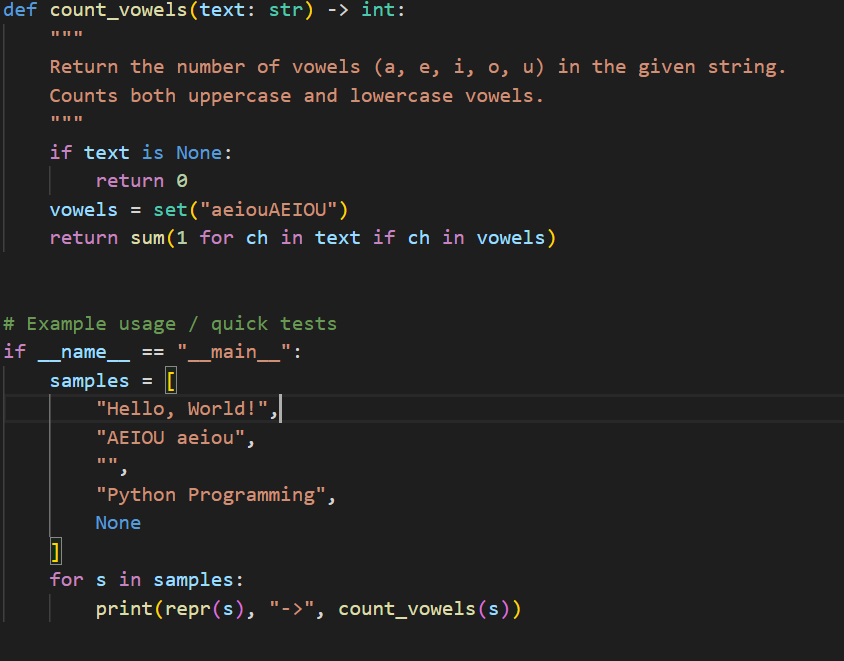 def count_vowels(text: str) -> int:
    """
    Return the number of vowels (a, e, i, o, u) in the given string.
    Counts both uppercase and lowercase vowels.
    """
    if text is None:
        return 0
    vowels = set("aeiouAEIOU")
    return sum(1 for ch in text if ch in vowels)


# Example usage / quick tests
if __name__ == "__main__":
    samples = [
        "Hello, World!",
        "AEIOU aeiou",
        "",
        "Python Programming",
        None
    ]
    for s in samples:
        print(repr(s), "->", count_vowels(s))